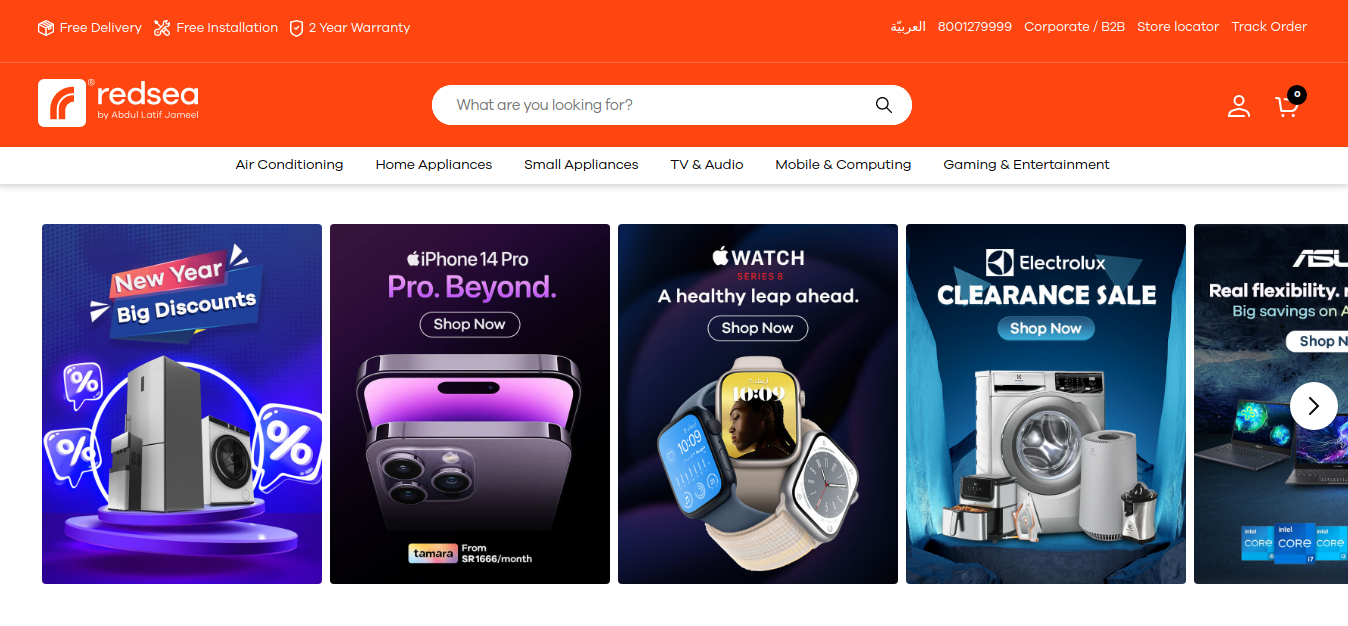 Free Delivery Free Installation 2 Year Warranty
العربيّة 8001279999 Corporate / B2B Store locator Track Order
® redsea
by Abdul Latif Jameel
What are you looking for?
0
Air Conditioning Home Appliances Small Appliances TV & Audio Mobile & Computing Gaming & Entertainment
New Year
Big Discounts
%
%
%
iPhone 14 Pro
Pro. Beyond.
Shop Now
tamara From
SR1666/month
WATCH
SERIES 8
A healthy leap ahead.
Shop Now
10:09
10:09
Electrolux
CLEARANCE SALE
Shop Now
Real flexibility.
Big savings on
Shop N
intel intel intel
CORE CORE CORE
i7